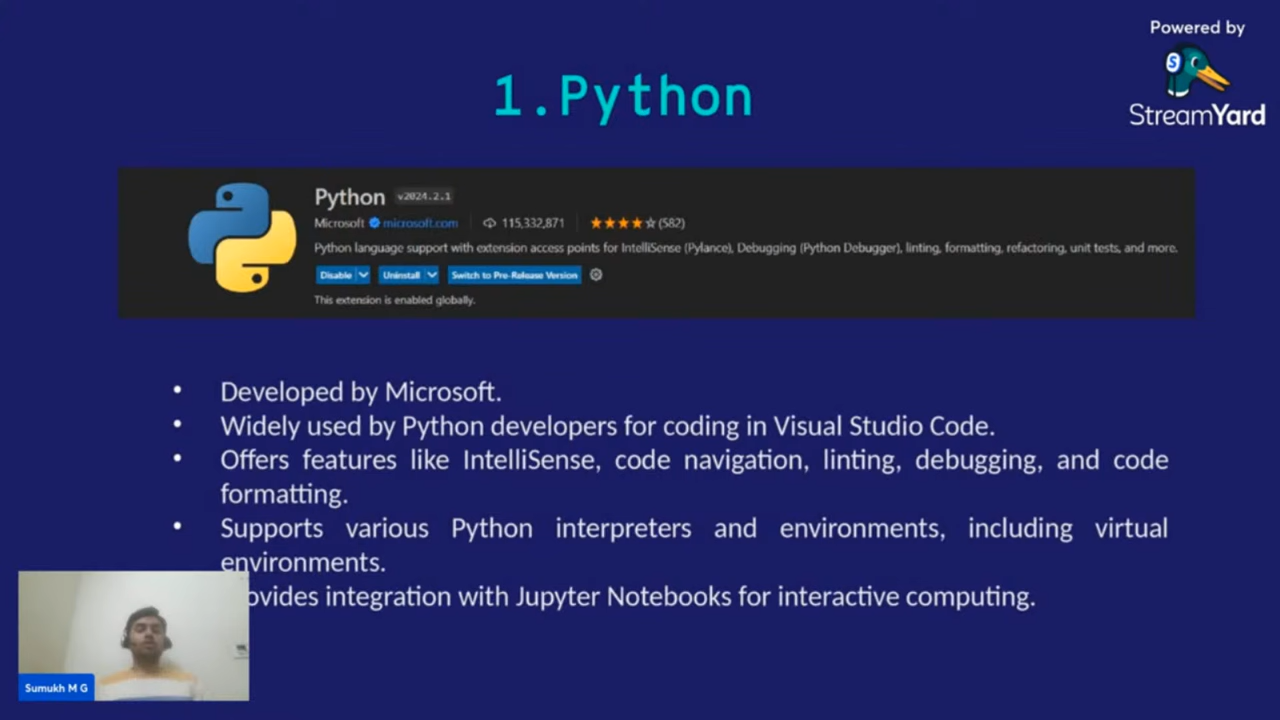 Powered by
StreamYard
1.Python
Python v2024.2.1
Microsoft microsoft.com 115,332,871 (582)
Python language support with extension access points for IntelliSense (Pylance), Debugging (Python Debugger), linting, formatting, refactoring, unit tests, and more.
Disable Uninstall Switch to Pre-Release Version
This extension is enabled globally.
• Developed by Microsoft.
• Widely used by Python developers for coding in Visual Studio Code.
• Offers features like IntelliSense, code navigation, linting, debugging, and code
formatting.
• Supports various Python interpreters and environments, including virtual
environments.
ovides integration with Jupyter Notebooks for interactive computing.
Sumukh M G